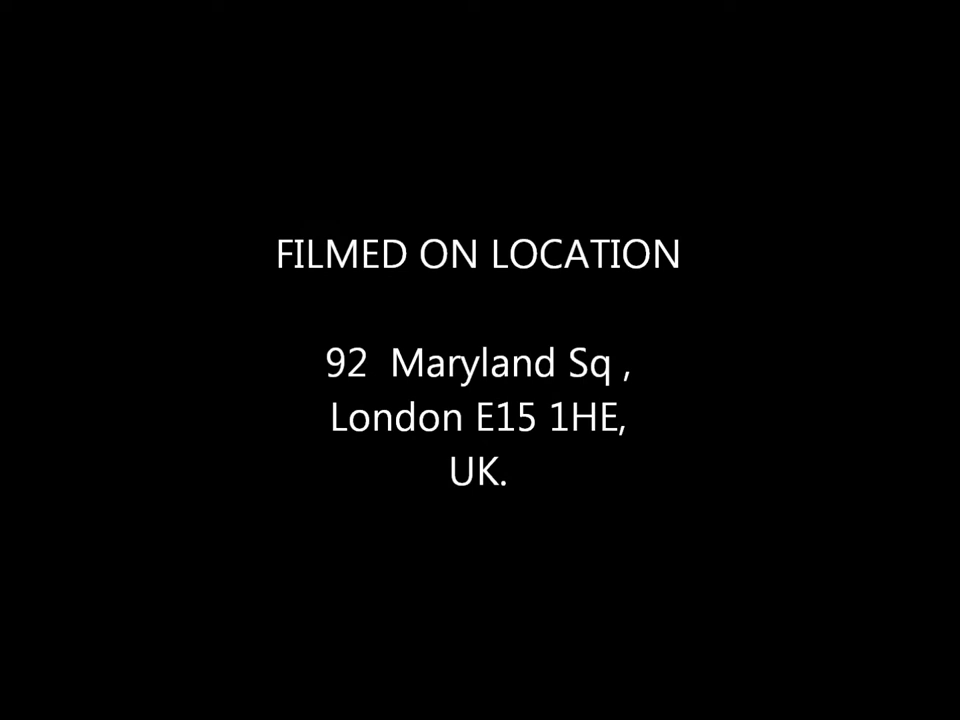 FILMED ON LOCATION
92  Maryland Sq ,
London E15 1HE,
UK.